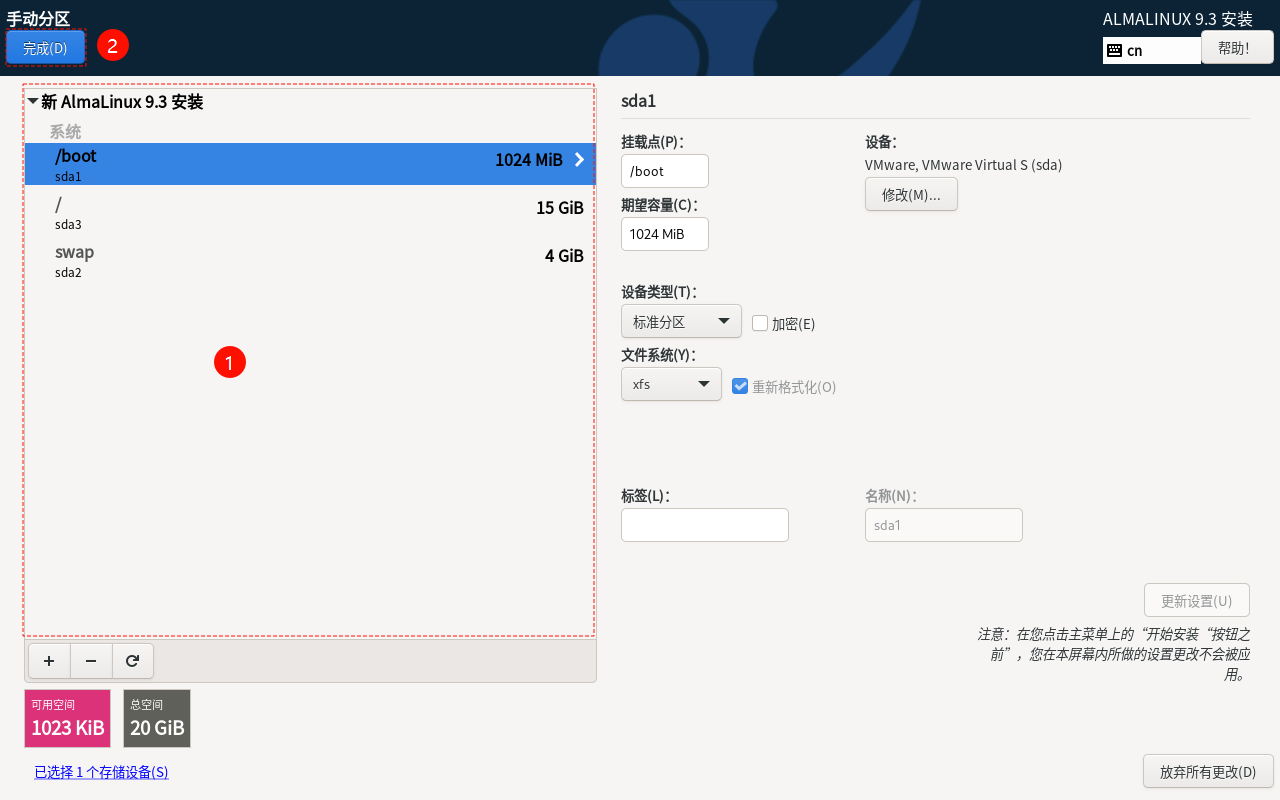 手动分区
ALMALINUX 9.3 安装
完成(D)
2
cn
帮助!
新 AlmaLinux 9.3 安装
系统
/boot
1024 MiB
sda1
/
15 GiB
sda3
swap
4 GiB
sda2
1
sda1
挂载点(P)：
/boot
期望容量(C)：
1024 MiB
设备：
VMware, VMware Virtual S (sda)
修改(M)...
设备类型(T)：
标准分区
加密(E)
文件系统(Y)：
xfs
重新格式化(O)
标签(L)：
名称(N)：
sda1
更新设置(U)
注意：在您点击主菜单上的“开始安装“按钮之
前”，您在本屏幕内所做的设置更改不会被应
用。
可用空间
1023 KiB
总空间
20 GiB
已选择 1 个存储设备(S)
放弃所有更改(D)